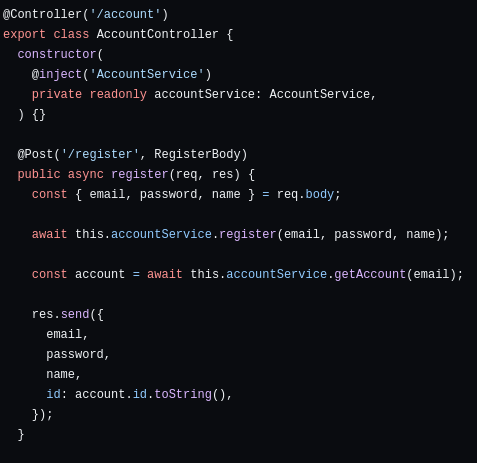 @Controller('/account')
export class AccountController {
  constructor(
    @inject('AccountService')
    private readonly accountService: AccountService,
  ) {}

  @Post('/register', RegisterBody)
  public async register(req, res) {
    const { email, password, name } = req.body;

    await this.accountService.register(email, password, name);

    const account = await this.accountService.getAccount(email);

    res.send({
      email,
      password,
      name,
      id: account.id.toString(),
    });
  }